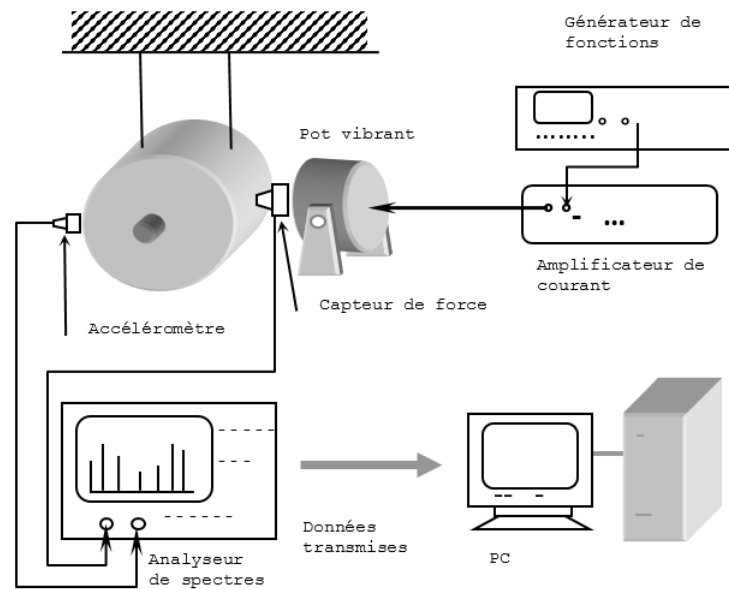 Générateur de
fonctions
Pot vibrant
Amplificateur de
courant
Capteur de force
Accéléromètre
Données
transmises
Analyseur
de spectres
PC